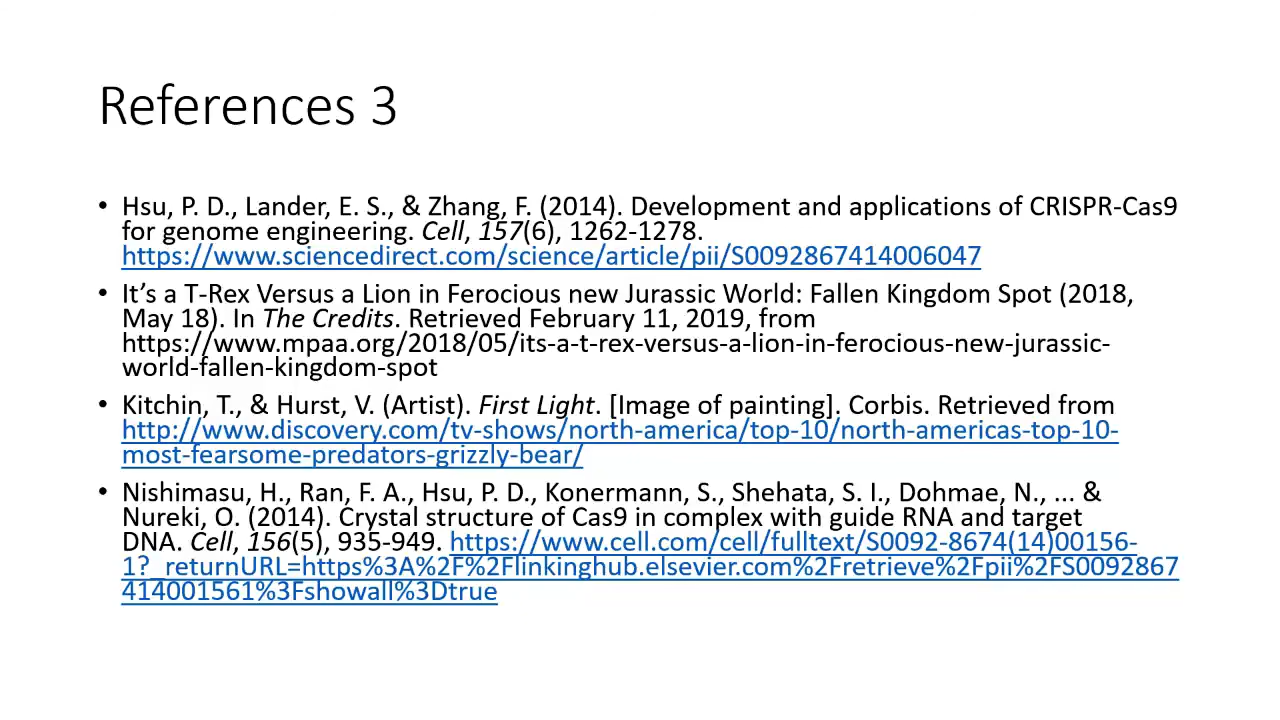 References 3
• Hsu, P. D., Lander, E. S., & Zhang, F. (2014). Development and applications of CRISPR-Cas9
for genome engineering. Cell, 157(6), 1262-1278.
https://www.sciencedirect.com/science/article/pii/S0092867414006047
• It’s a T-Rex Versus a Lion in Ferocious new Jurassic World: Fallen Kingdom Spot (2018,
May 18). In The Credits. Retrieved February 11, 2019, from
https://www.mpaa.org/2018/05/its-a-t-rex-versus-a-lion-in-ferocious-new-jurassic-
world-fallen-kingdom-spot
• Kitchin, T., & Hurst, V. (Artist). First Light. [Image of painting]. Corbis. Retrieved from
http://www.discovery.com/tv-shows/north-america/top-10/north-americas-top-10-
most-fearsome-predators-grizzly-bear/
• Nishimasu, H., Ran, F. A., Hsu, P. D., Konermann, S., Shehata, S. I., Dohmae, N., ... &
Nureki, O. (2014). Crystal structure of Cas9 in complex with guide RNA and target
DNA. Cell, 156(5), 935-949. https://www.cell.com/cell/fulltext/S0092-8674(14)00156-
1?_returnURL=https%3A%2F%2Flinkinghub.elsevier.com%2Fretrieve%2Fpii%2FS0092867
414001561%3Fshowall%3Dtrue